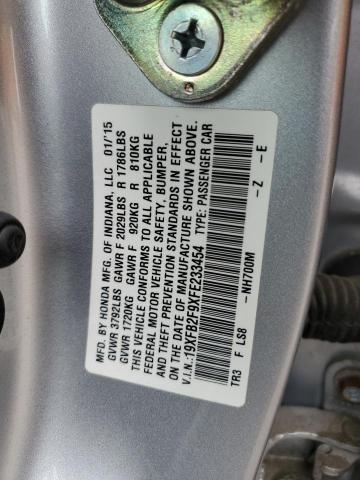 MFD. BY HONDA MFG. OF INDIANA, LLC 01/'15
GVWR 3792LBS GAWR F 2029LBS R 1786LBS
GVWR 1720KG GAWR F 920KG R 810KG
THIS VEHICLE CONFORMS TO ALL APPLICABLE
FEDERAL MOTOR VEHICLE SAFETY, BUMPER,
AND THEFT PREVENTION STANDARDS IN EFFECT
ON THE DATE OF MANUFACTURE SHOWN ABOVE.
V.I.N.:19XFB2F9XFE233454 TYPE: PASSENGER CAR
TR3 F LS8 -NH700M -Z -E